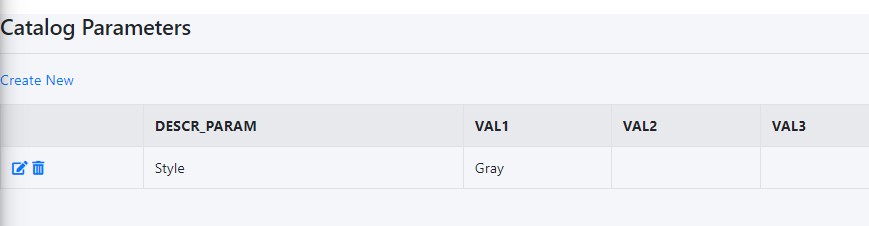 Catalog Parameters
Create New
DESCR_PARAM VAL1 VAL2 VAL3
Style Gray